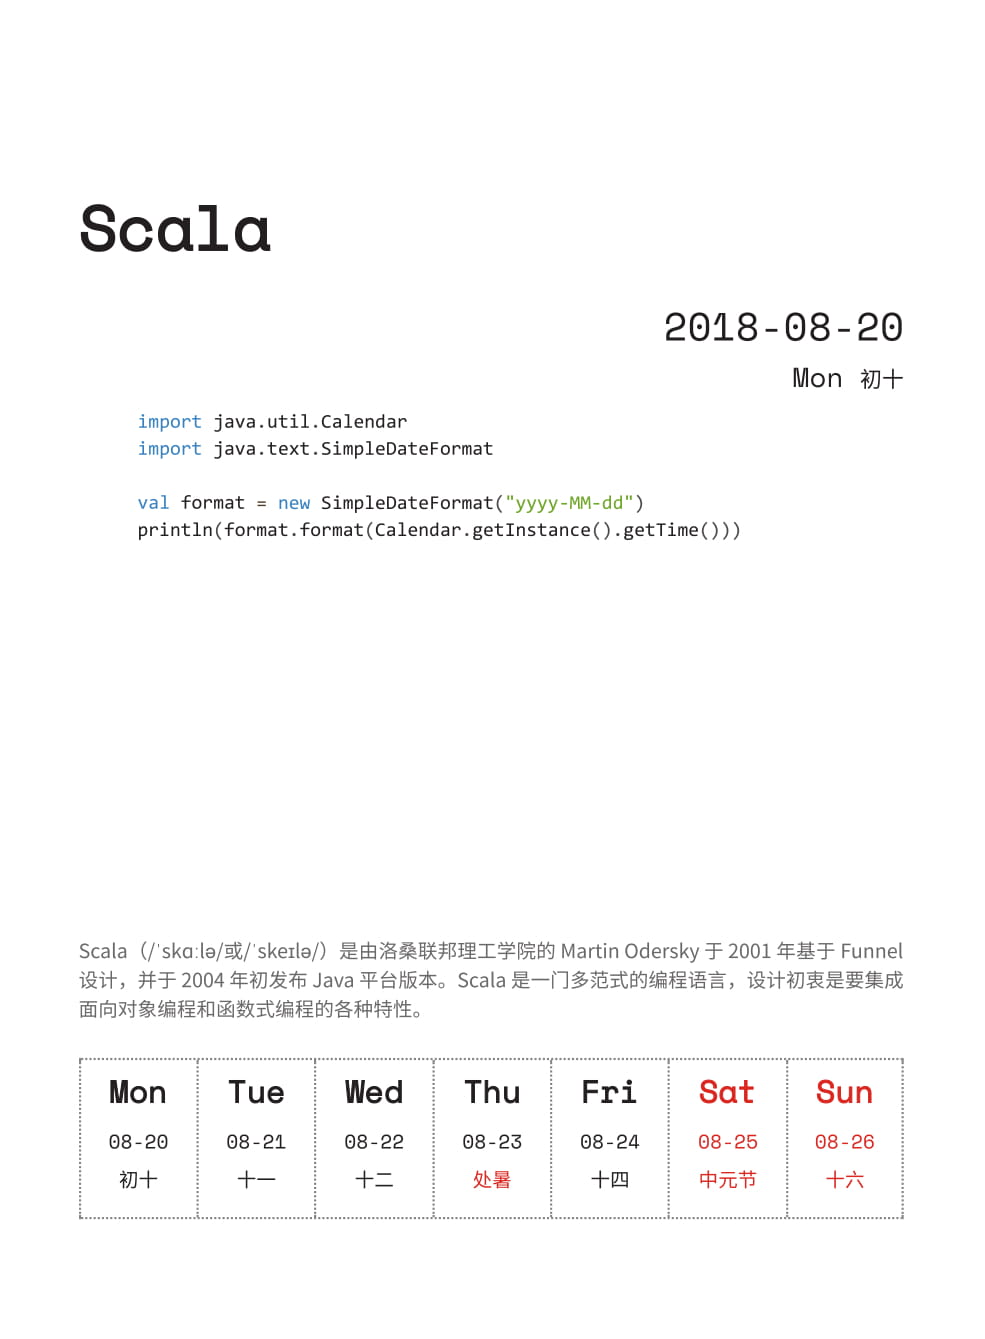 Scala
2018-08-20
Mon 初十
import java.util.Calendar
import java.text.SimpleDateFormat
val format = new SimpleDateFormat("yyyy-MM-dd")
println(format.format(Calendar.getInstance().getTime()))
Scala（/ˈskɑːlə/或/ˈskeɪlə/）是由洛桑联邦理工学院的 Martin Odersky 于 2001 年基于 Funnel
设计，并于 2004 年初发布 Java 平台版本。Scala 是一门多范式的编程语言，设计初衷是要集成
面向对象编程和函数式编程的各种特性。
Mon Tue Wed Thu Fri Sat Sun
08-20 08-21 08-22 08-23 08-24 08-25 08-26
初十 十一 十二 处暑 十四 中元节 十六